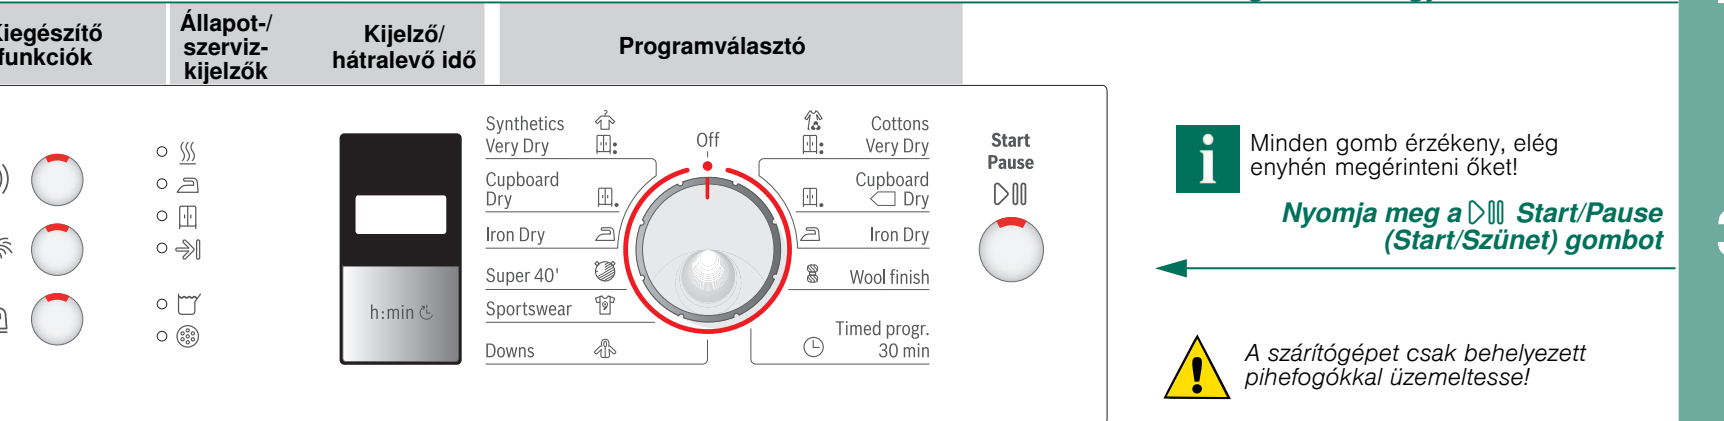 funkciók
Állapot-/
szerviz-
kijelzők
Kijelző/
hátralevő idő
Programválasztó
Synthetics
Very Dry
Cupboard
Dry
Iron Dry
Super 40'
Sportswear
Downs
h:min
Off
Cottons
Very Dry
Cupboard
Dry
Iron Dry
Wool finish
Timed progr.
30 min
Start
Pause
i
Minden gomb érzékeny, elég
enyhén megérinteni őket!
Nyomja meg a Start/Pause
(Start/Szünet) gombot
A szárítógépet csak behelyezett
pihefogókkal üzemeltesse!